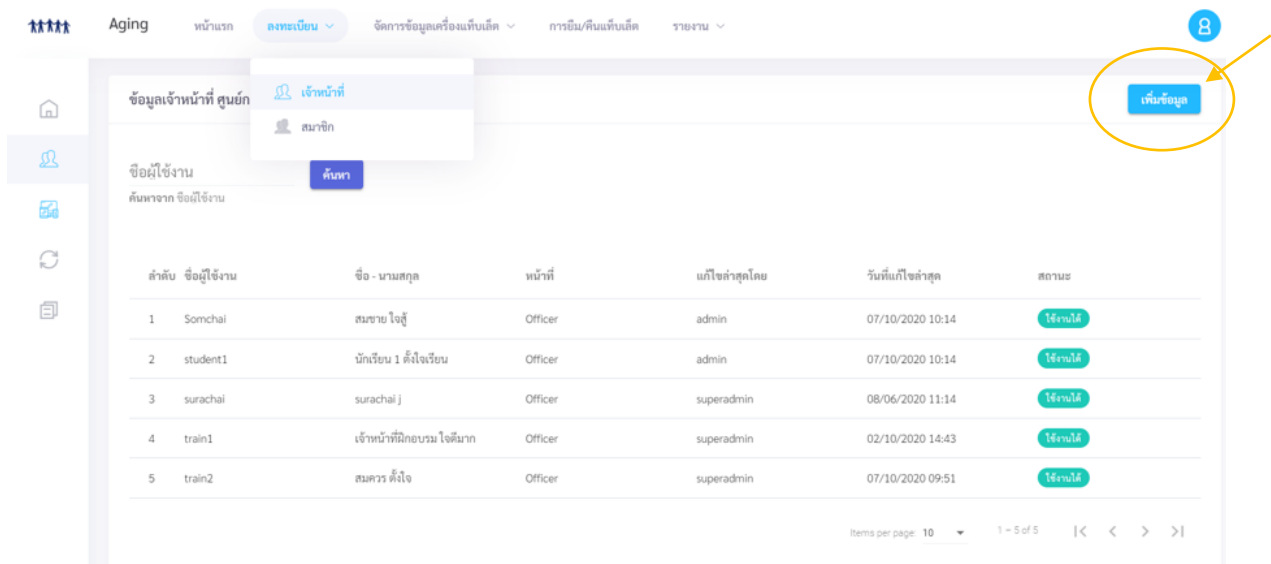 Aging หน้าแรก ลงทะเบียน จัดการข้อมูลเครื่องแท็บเล็ต การยืม/คืนแท็บเล็ต รายงาน
เจ้าหน้าที่
สมาชิก
ข้อมูลเจ้าหน้าที่ เพิ่มข้อมูล
ชื่อผู้ใช้งาน ค้นหา
ค้นหาจาก ชื่อผู้ใช้งาน
ลำดับ ชื่อผู้ใช้งาน ชื่อ - นามสกุล หน้าที่ แก้ไขล่าสุดโดย วันที่แก้ไขล่าสุด สถานะ
1 Somchai สมชาย ใจสู้ Officer admin 07/10/2020 10:14 ใช้งานได้
2 student1 นักเรียน 1 ตั้งใจเรียน Officer admin 07/10/2020 10:14 ใช้งานได้
3 surachai surachai j Officer superadmin 08/06/2020 11:14 ใช้งานได้
4 train1 เจ้าหน้าที่ฝึกอบรม ใจดีมาก Officer superadmin 02/10/2020 14:43 ใช้งานได้
5 train2 สมควร ตั้งใจ Officer superadmin 07/10/2020 09:51 ใช้งานได้
Items per page: 10 1 – 5 of 5